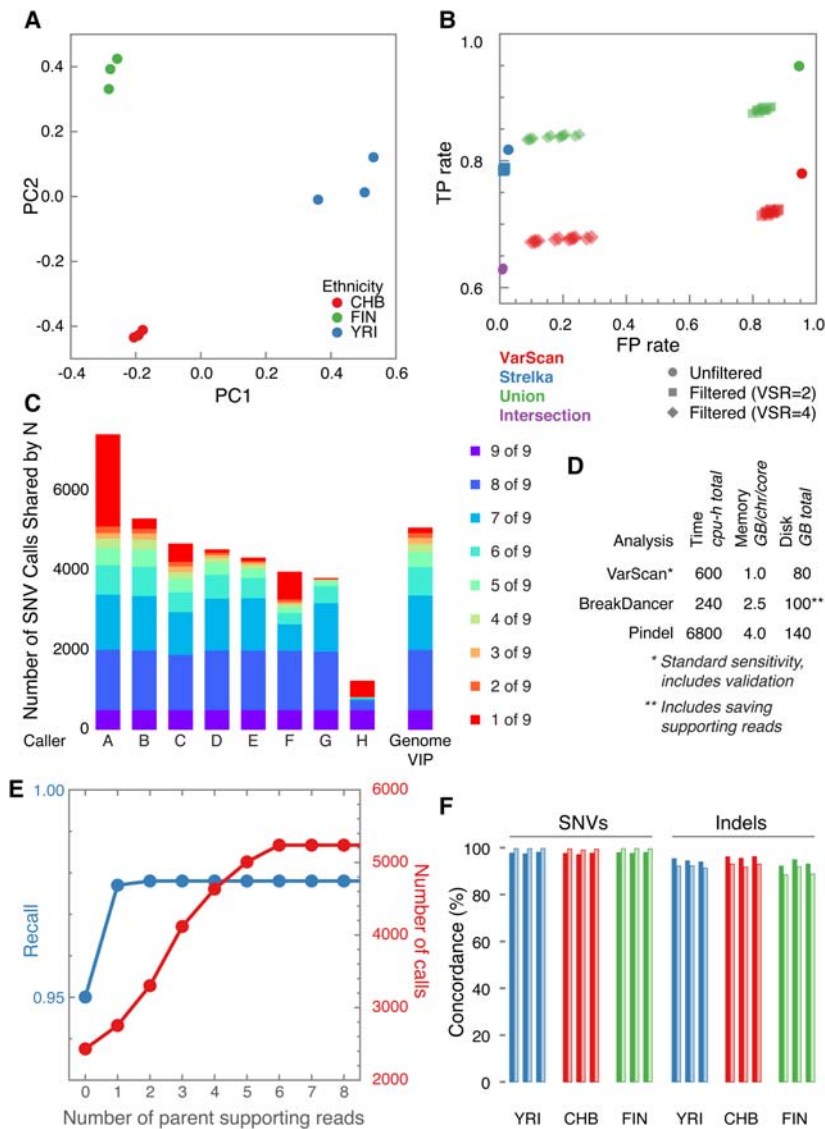 A
0.4
0.2
0.0
-0.2
-0.4
PC2
-0.4 -0.2 0.0 0.2 0.4 0.6
PC1
Ethnicity
CHB
FIN
YRI
B
1.0
0.8
0.6
TP rate
0.0 0.2 0.4 0.6 0.8 1.0
FP rate
VarScan
Strelka
Union
Intersection
Unfiltered
Filtered (VSR=2)
Filtered (VSR=4)
C
Number of SNV Calls Shared by N
6000
4000
2000
0
Caller A B C D E F G H Genome
VIP
9 of 9
8 of 9
7 of 9
6 of 9
5 of 9
4 of 9
3 of 9
2 of 9
1 of 9
D
Analysis Time cpu-h total Memory GB/chr/core Disk GB total
VarScan* 600 1.0 80
BreakDancer 240 2.5 100**
Pindel 6800 4.0 140
* Standard sensitivity,
includes validation
** Includes saving
supporting reads
E
1.00
0.95
Recall
6000
5000
4000
3000
2000
Number of calls
0 1 2 3 4 5 6 7 8
Number of parent supporting reads
F
SNVs Indels
100
80
60
40
20
0
Concordance (%)
YRI CHB FIN YRI CHB FIN